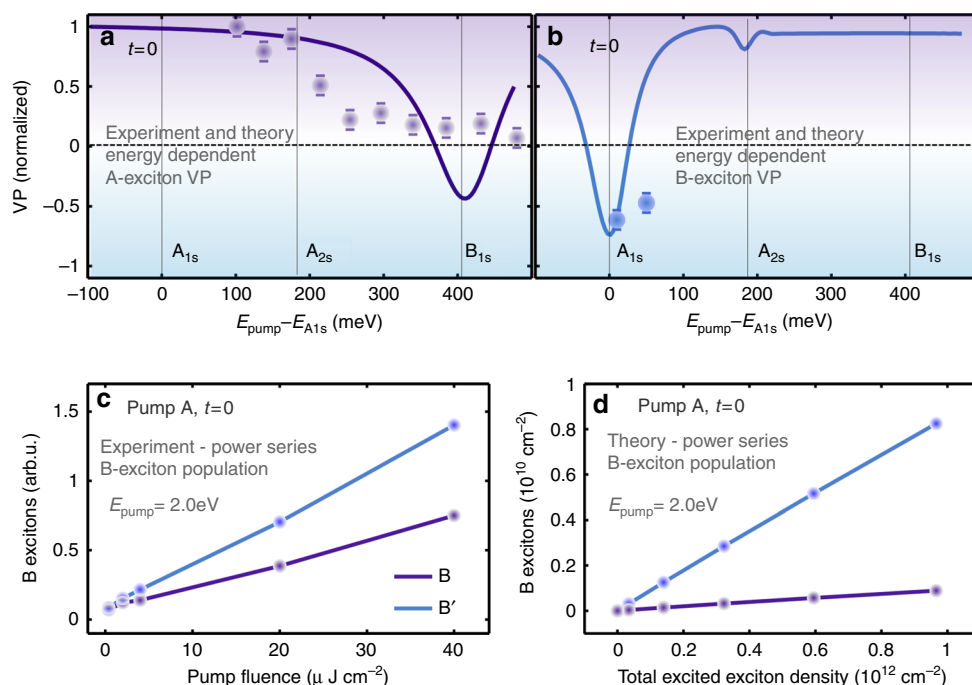 a
t=0
Experiment and theory
energy dependent
A-exciton VP
A1s
A2s
B1s
VP (normalized)
1
0.5
0
−0.5
−1
−100 0 100 200 300 400
Epump−EA1s (meV)
b
t=0
Experiment and theory
energy dependent
B-exciton VP
A1s
A2s
B1s
0 100 200 300 400
Epump−EA1s (meV)
c
Pump A, t=0
Experiment - power series
B-exciton population
Epump= 2.0eV
B
B′
B excitons (arb.u.)
1.5
1
0.5
0
0 10 20 30 40
Pump fluence (μ J cm−2)
d
Pump A, t=0
Theory - power series
B-exciton population
Epump= 2.0eV
B excitons (10^10 cm−2)
1
0.8
0.6
0.4
0.2
0
0 0.2 0.4 0.6 0.8 1
Total excited exciton density (10^12 cm−2)